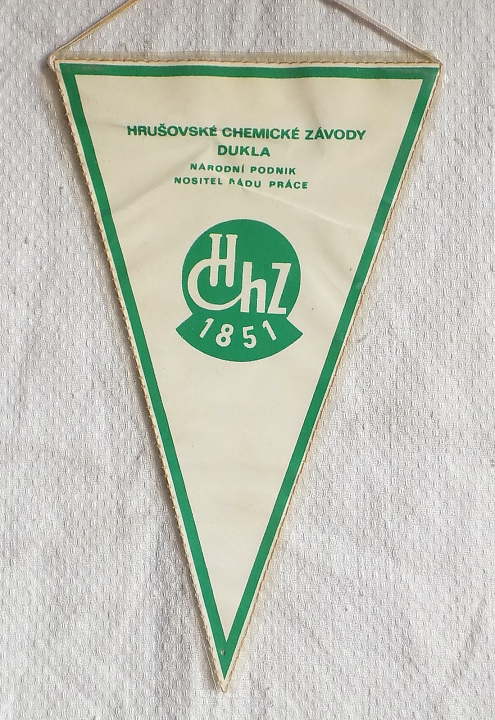 HRUŠOVSKÉ CHEMICKÉ ZÁVODY
DUKLA
NÁRODNÍ PODNIK
NOSITEL ŘÁDU PRÁCE
HChZ
1851